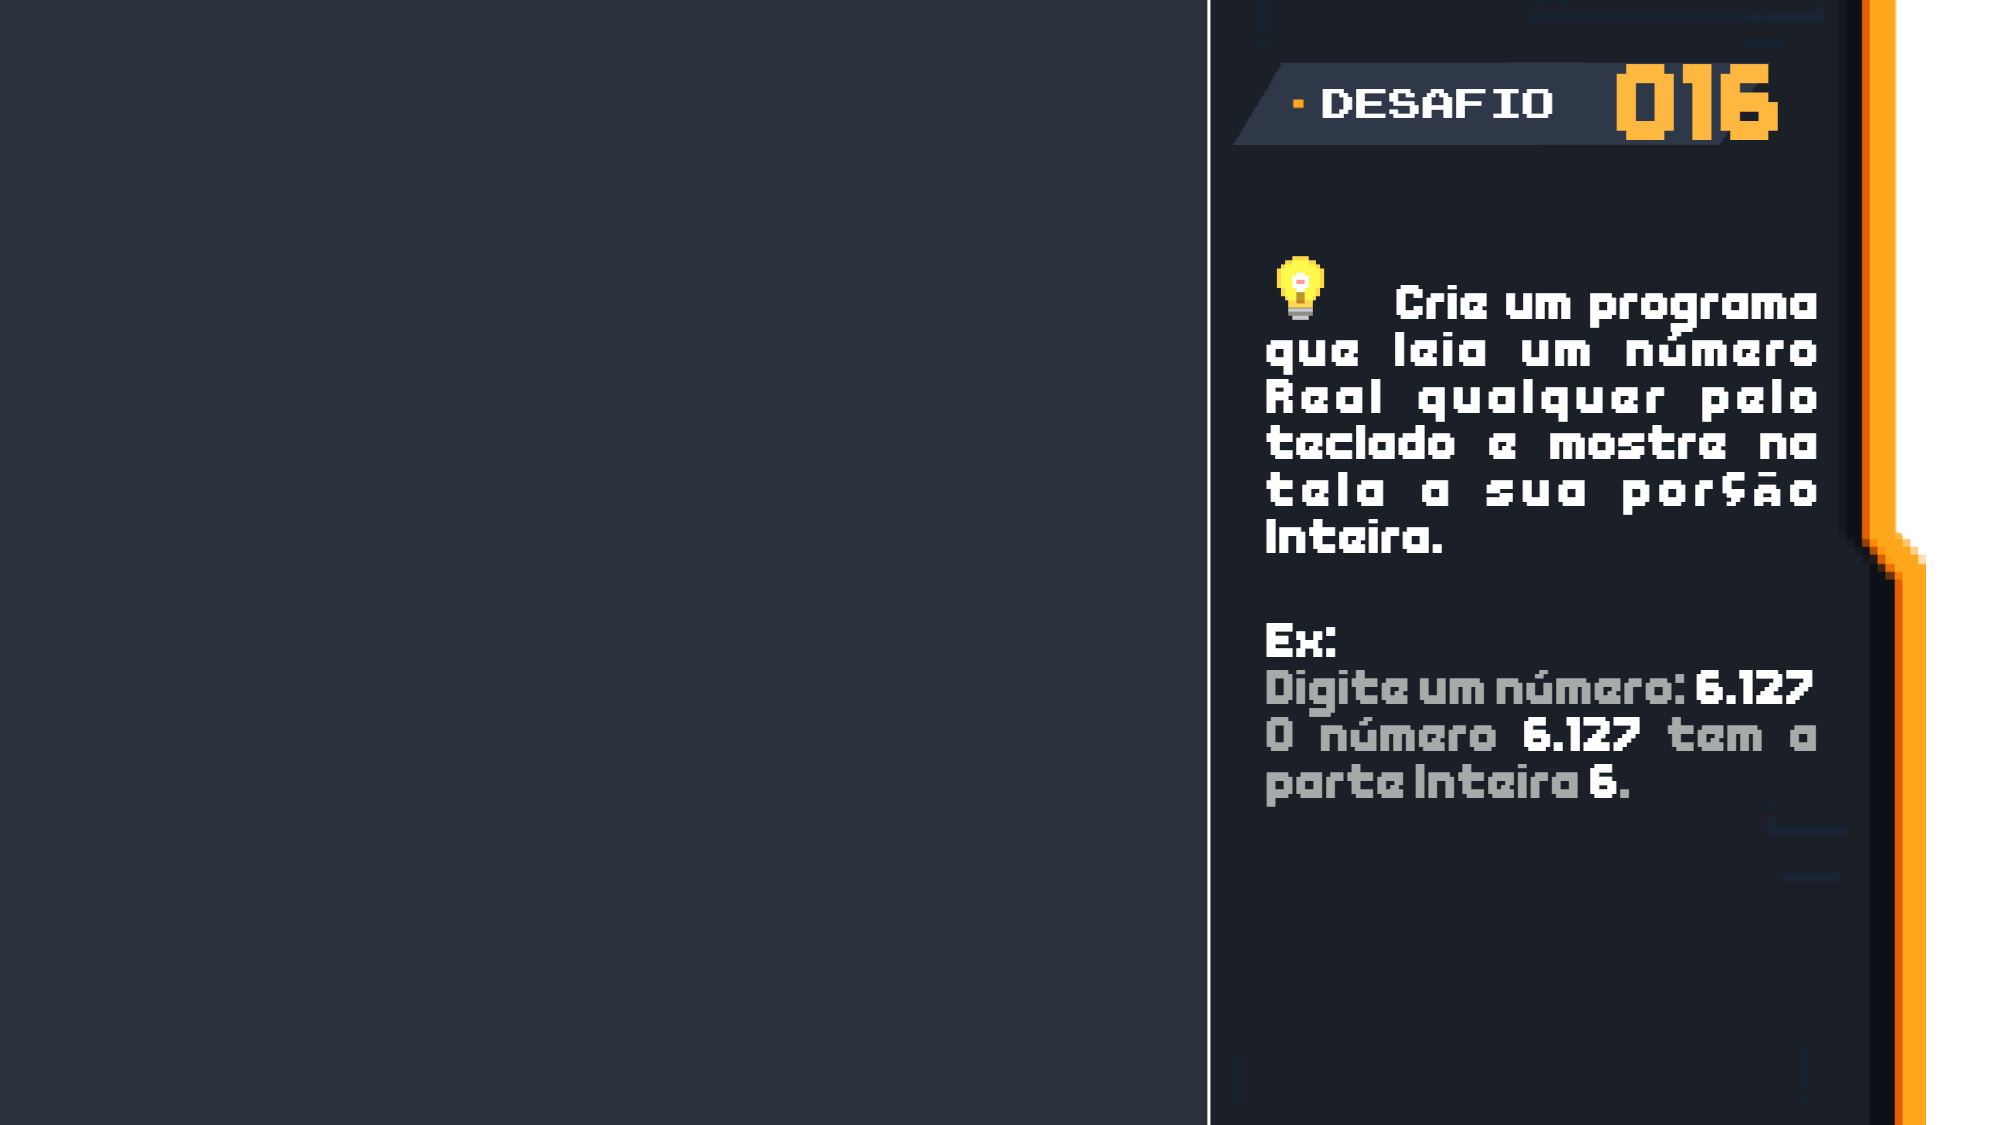 DESAFIO 016
Crie um programa
que leia um número
Real qualquer pelo
teclado e mostre na
tela a sua porção
Inteira.
Ex:
Digite um número: 6.127
O número 6.127 tem a
parte Inteira 6.